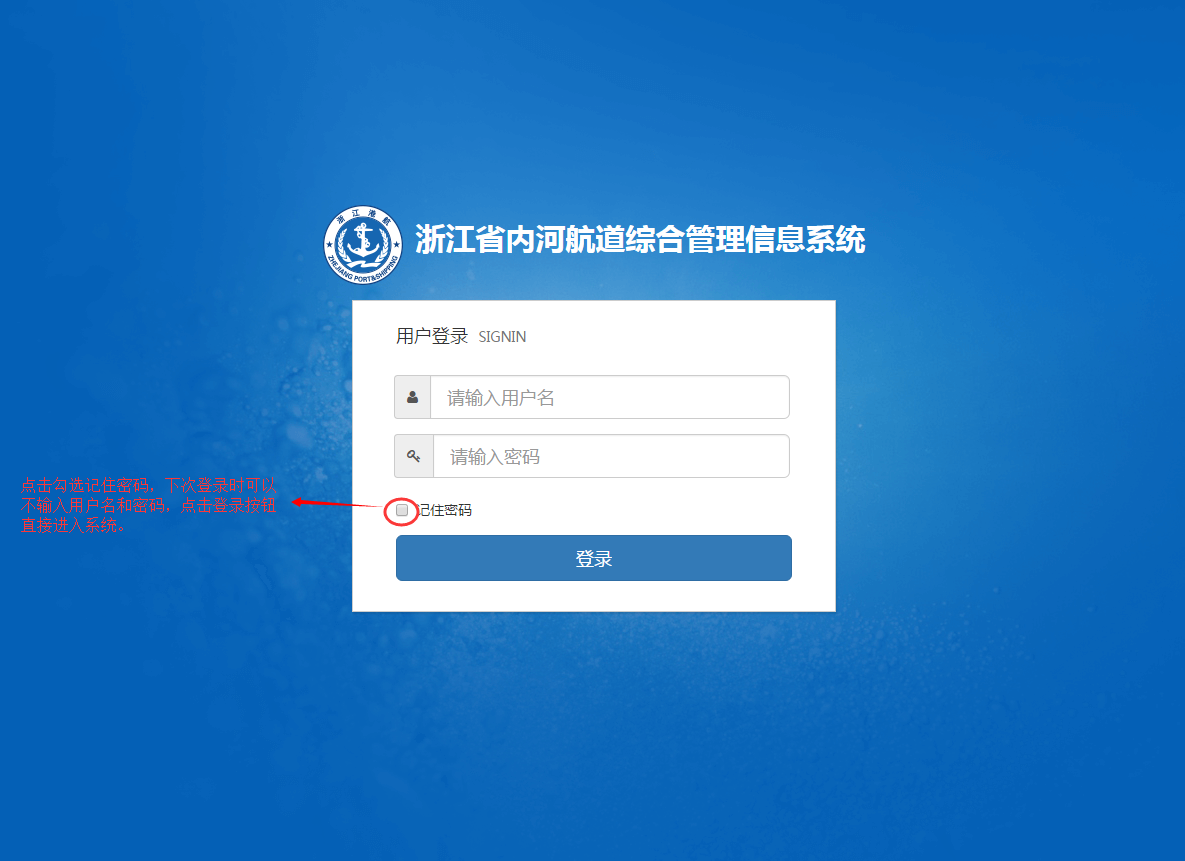 浙江港航
ZHEJIANG PORT&SHIPPING
浙江省内河航道综合管理信息系统
用户登录 SIGNIN
请输入用户名
请输入密码
点击勾选记住密码，下次登录时可以
不输入用户名和密码，点击登录按钮
直接进入系统。
记住密码
登录